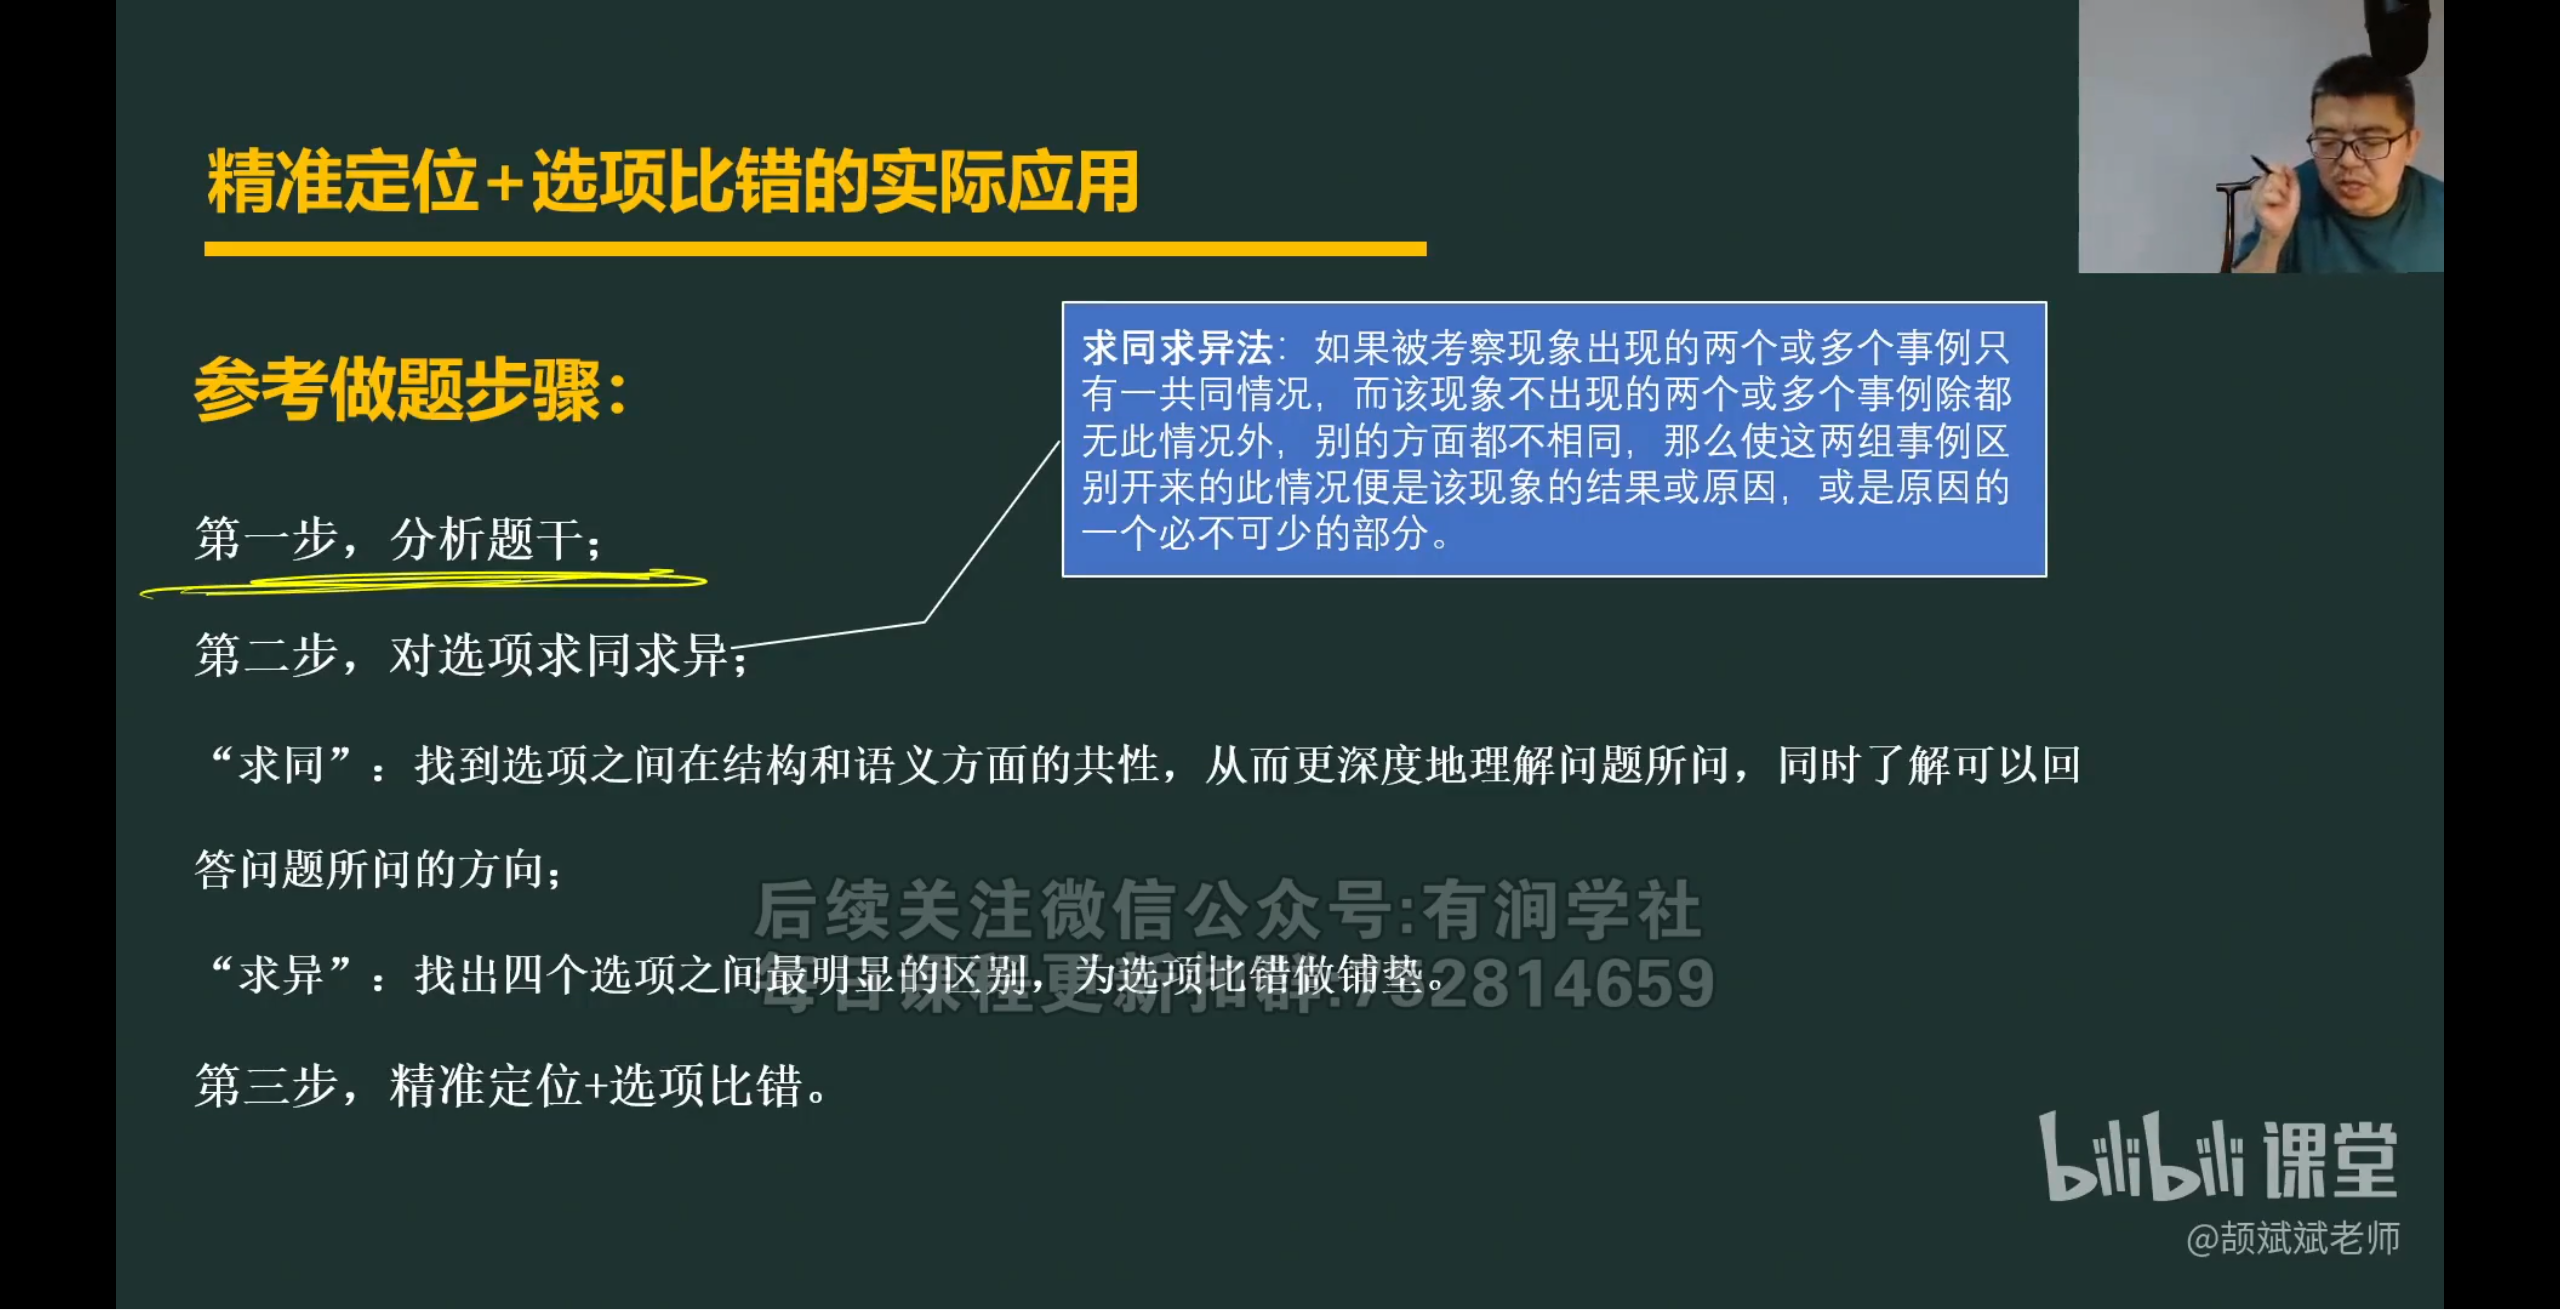 精准定位+选项比错的实际应用
参考做题步骤：
求同求异法：如果被考察现象出现的两个或多个事例只
有一共同情况，而该现象不出现的两个或多个事例除都
无此情况外，别的方面都不相同，那么使这两组事例区
别开来的此情况便是该现象的结果或原因，或是原因的
一个必不可少的部分。
第一步，分析题干；
第二步，对选项求同求异；
“求同”：找到选项之间在结构和语义方面的共性，从而更深度地理解问题所问，同时了解可以回
答问题所问的方向；
后续关注微信公众号:有涧学社
“求异”：找出四个选项之间最明显的区别，为选项比错做铺垫。
每日课程更新扣群:752814659
第三步，精准定位+选项比错。
bilibili 课堂
@颉斌斌老师